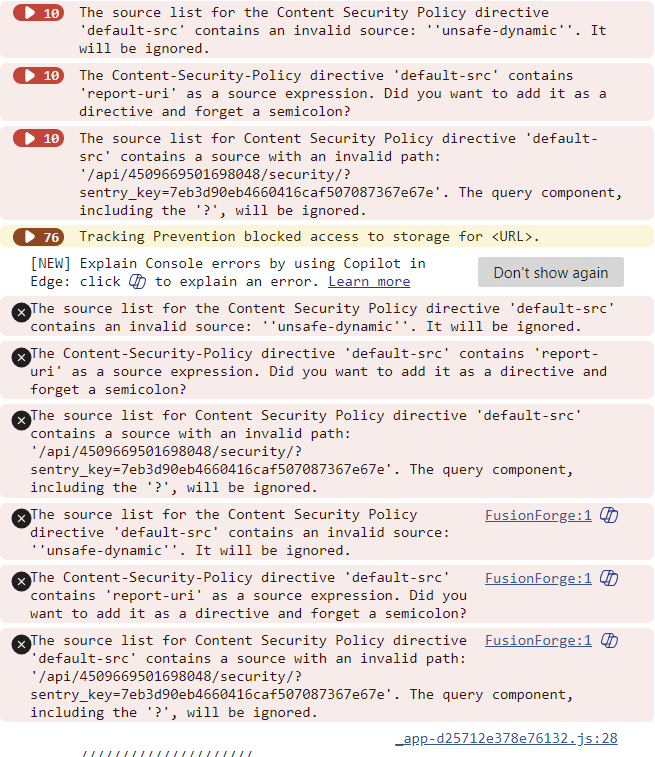 10 The source list for the Content Security Policy directive
'default-src' contains an invalid source: ''unsafe-dynamic''. It
will be ignored.
10 The Content-Security-Policy directive 'default-src' contains
'report-uri' as a source expression. Did you want to add it as a
directive and forget a semicolon?
10 The source list for Content Security Policy directive 'default-
src' contains a source with an invalid path:
'/api/4509669501698048/security/?
sentry_key=7eb3d90eb4660416caf507087367e67e'. The query component,
including the '?', will be ignored.
76 Tracking Prevention blocked access to storage for <URL>.
[NEW] Explain Console errors by using Copilot in
Edge: click to explain an error. Learn more
Don't show again
The source list for the Content Security Policy directive 'default-src'
contains an invalid source: ''unsafe-dynamic''. It will be ignored.
The Content-Security-Policy directive 'default-src' contains 'report-
uri' as a source expression. Did you want to add it as a directive and
forget a semicolon?
The source list for Content Security Policy directive 'default-src'
contains a source with an invalid path:
'/api/4509669501698048/security/?
sentry_key=7eb3d90eb4660416caf507087367e67e'. The query component,
including the '?', will be ignored.
The source list for the Content Security Policy FusionForge:1
directive 'default-src' contains an invalid source:
''unsafe-dynamic''. It will be ignored.
The Content-Security-Policy directive 'default-src' FusionForge:1
contains 'report-uri' as a source expression. Did you
want to add it as a directive and forget a semicolon?
The source list for Content Security Policy directive FusionForge:1
'default-src' contains a source with an invalid path:
'/api/4509669501698048/security/?
sentry_key=7eb3d90eb4660416caf507087367e67e'. The query component,
including the '?', will be ignored.
_app-d25712e378e76132.js:28